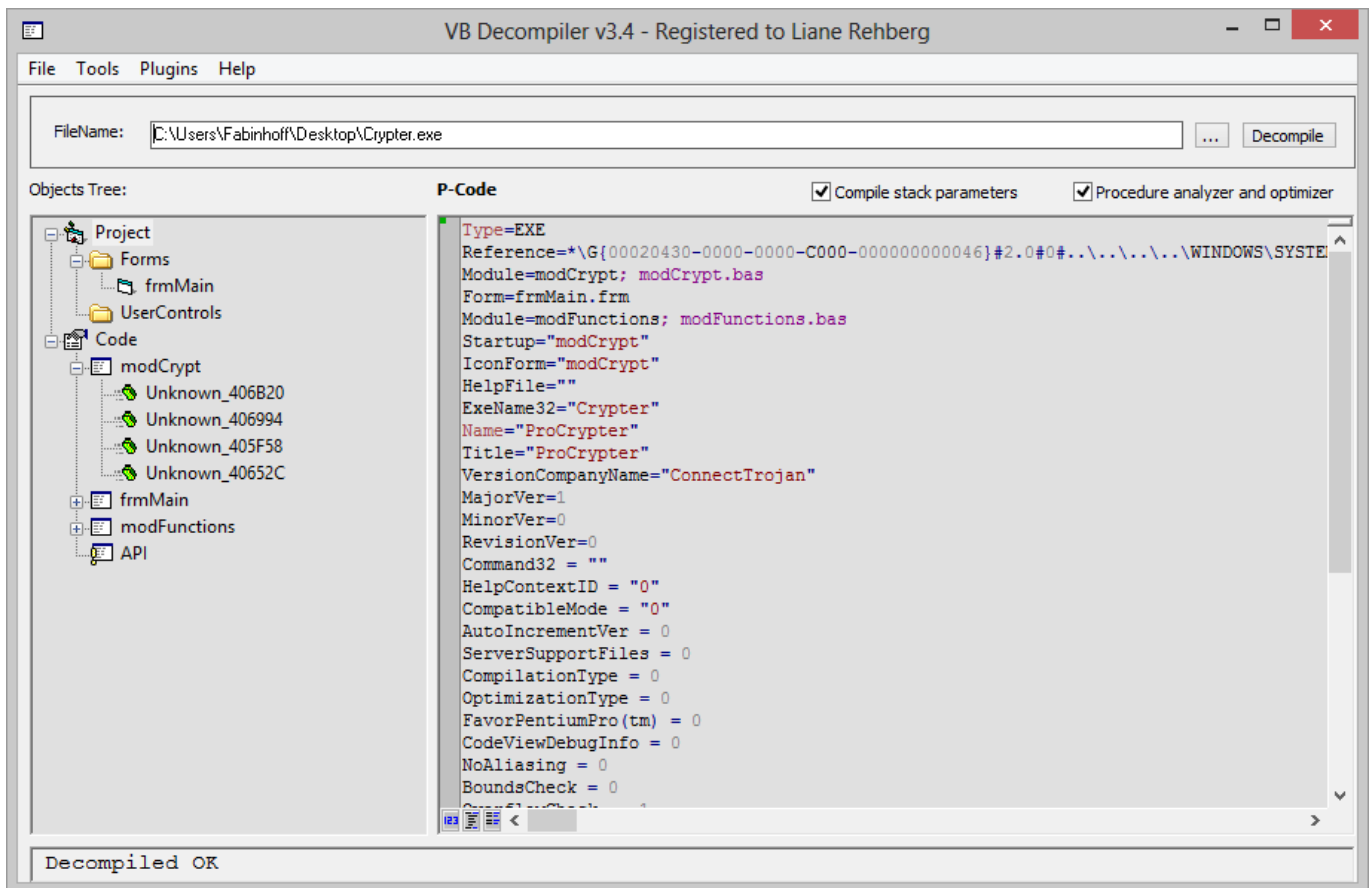 VB Decompiler v3.4 - Registered to Liane Rehberg
File Tools Plugins Help
FileName: C:\Users\Fabinhoff\Desktop\Crypter.exe ... Decompile
Objects Tree:
P-Code
Compile stack parameters
Procedure analyzer and optimizer
Project
Forms
frmMain
UserControls
Code
modCrypt
Unknown_406B20
Unknown_406994
Unknown_405F58
Unknown_40652C
frmMain
modFunctions
API
Type=EXE
Reference=*\G{00020430-0000-0000-C000-000000000046}#2.0#0#..\..\..\..\WINDOWS\SYSTE
Module=modCrypt; modCrypt.bas
Form=frmMain.frm
Module=modFunctions; modFunctions.bas
Startup="modCrypt"
IconForm="modCrypt"
HelpFile=""
ExeName32="Crypter"
Name="ProCrypter"
Title="ProCrypter"
VersionCompanyName="ConnectTrojan"
MajorVer=1
MinorVer=0
RevisionVer=0
Command32 = ""
HelpContextID = "0"
CompatibleMode = "0"
AutoIncrementVer = 0
ServerSupportFiles = 0
CompilationType = 0
OptimizationType = 0
FavorPentiumPro(tm) = 0
CodeViewDebugInfo = 0
NoAliasing = 0
BoundsCheck = 0
123
Decompiled OK